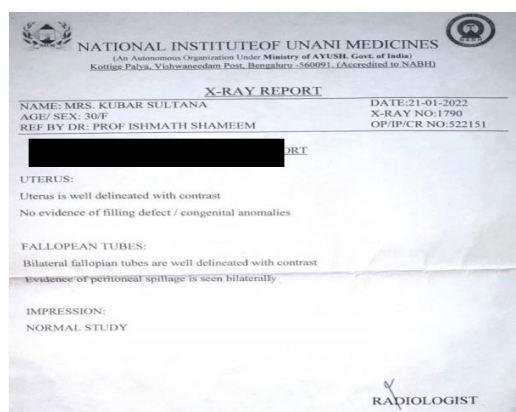 NATIONAL INSTITUTEOF UNANI MEDICINES
(An Autonomous Organization Under Ministry of AYUSH. Govt. of India)
Kottige Palya, Vishwaneedam Post, Bengaluru -560091. (Accredited to NABH)
X-RAY REPORT
NAME: MRS. KUBAR SULTANA DATE:21-01-2022
AGE/ SEX: 30/F X-RAY NO:1790
REF BY DR: PROF ISHMATH SHAMEEM OP/IP/CR NO:522151
ORT
UTERUS:
Uterus is well delineated with contrast
No evidence of filling defect / congenital anomalies
FALLOPEAN TUBES:
Bilateral fallopian tubes are well delineated with contrast
Evidence of peritoneal spillage is seen bilaterally .
IMPRESSION:
NORMAL STUDY
RADIOLOGIST